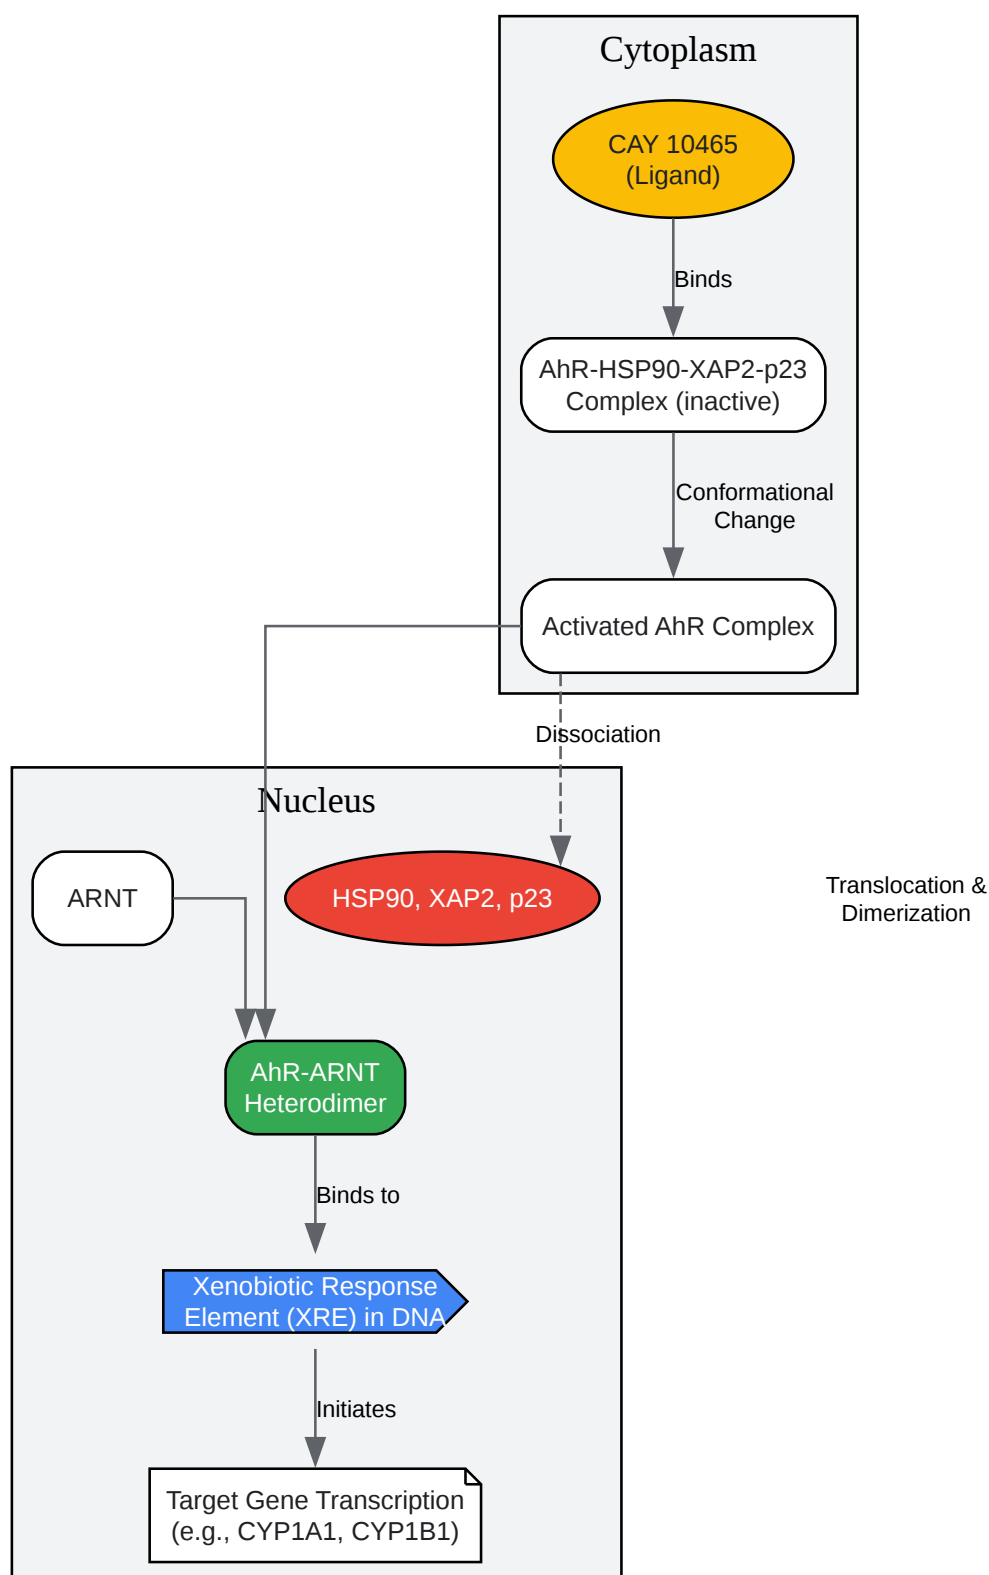 Cytoplasm
CAY 10465
(Ligand)
Binds
AhR-HSP90-XAP2-p23
Complex (inactive)
Conformational
Change
Activated AhR Complex
Dissociation
Nucleus
ARNT
HSP90, XAP2, p23
Translocation &
Dimerization
AhR-ARNT
Heterodimer
Binds to
Xenobiotic Response
Element (XRE) in DNA
Initiates
Target Gene Transcription
(e.g., CYP1A1, CYP1B1)